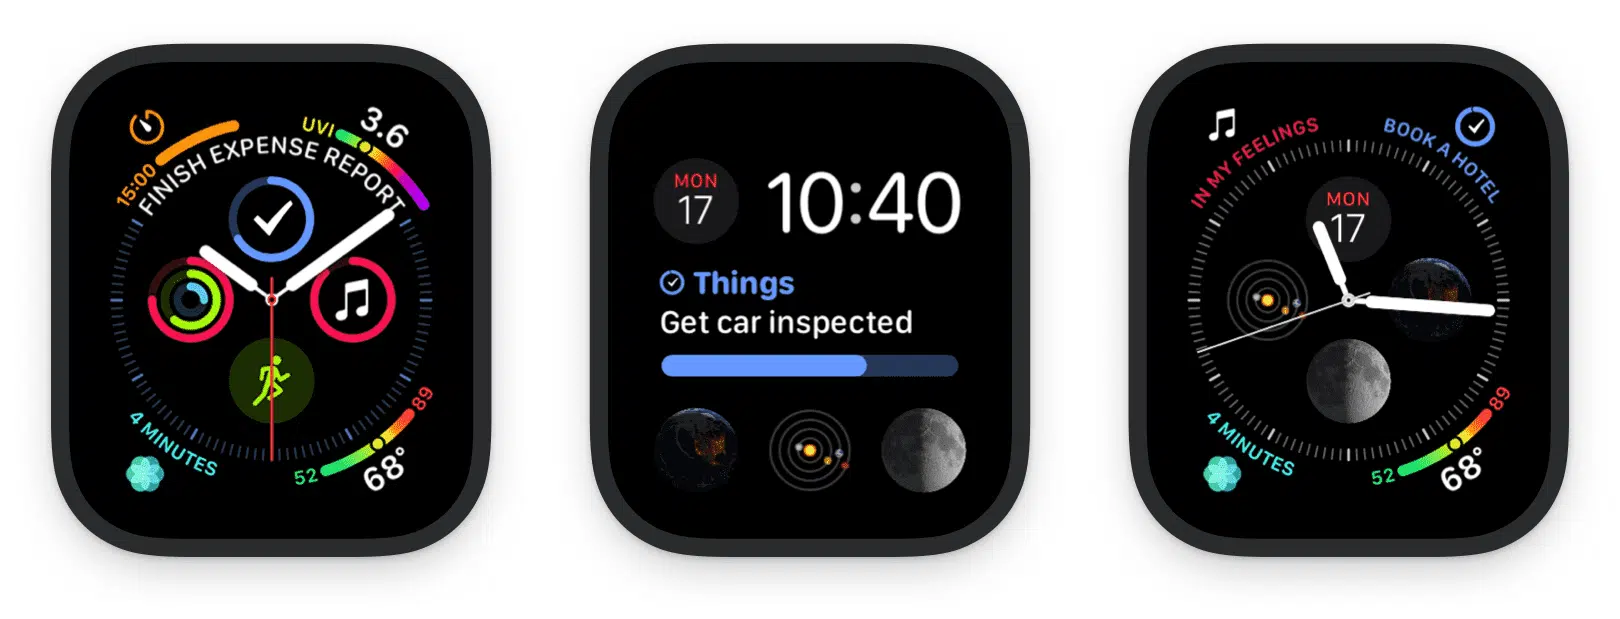 15:00
UVI
3.6
FINISH EXPENSE REPORT
4 MINUTES
52
68°
89
MON
17
10:40
Things
Get car inspected
IN MY FEELINGS
BOOK A HOTEL
MON
17
4 MINUTES
52
68°
89